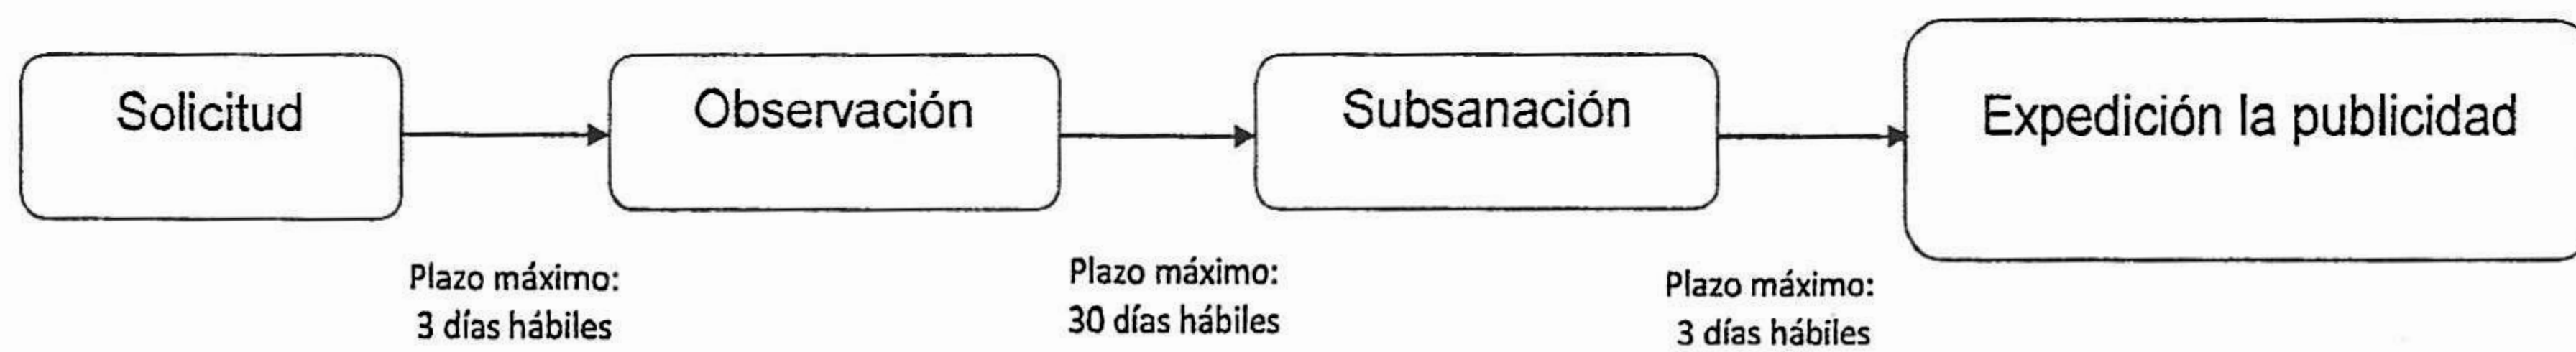 Solicitud
Observación
Subsanación
Expedición la publicidad
Plazo máximo:
3 días hábiles
Plazo máximo:
30 días hábiles
Plazo máximo:
3 días hábiles